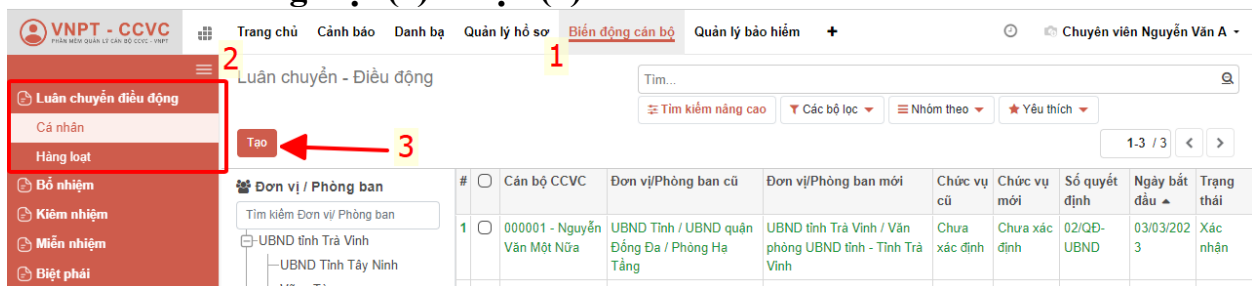 VNPT - CCVC
PHẦN MỀM QUẢN LÝ CÁN BỘ CCVC - VNPT
Trang chủ Cảnh báo Danh bạ Quản lý hồ sơ Biến động cán bộ Quản lý bảo hiểm +
Chuyên viên Nguyễn Văn A
2
1
Luân chuyển - Điều động
Tìm...
Luân chuyển điều động
Cá nhân
Hàng loạt
Bổ nhiệm
Kiêm nhiệm
Miễn nhiệm
Biệt phái
Tìm kiếm nâng cao Các bộ lọc Nhóm theo Yêu thích
Tạo
3
1-3 / 3
Đơn vị / Phòng ban
Tìm kiếm Đơn vị/ Phòng ban
UBND tỉnh Trà Vinh
UBND Tỉnh Tây Ninh
# Cán bộ CCVC Đơn vị/Phòng ban cũ Đơn vị/Phòng ban mới Chức vụ Chức vụ Số quyết Ngày bắt Trạng
cũ mới định đầu thái
1 000001 - Nguyễn UBND Tỉnh / UBND quận UBND tỉnh Trà Vinh / Văn Chưa Chưa xác 02/QĐ- 03/03/202 Xác
Văn Một Nữa Đống Đa / Phòng Hạ phòng UBND tỉnh - Tỉnh Trà xác định định UBND 3 nhận
Tầng Vinh